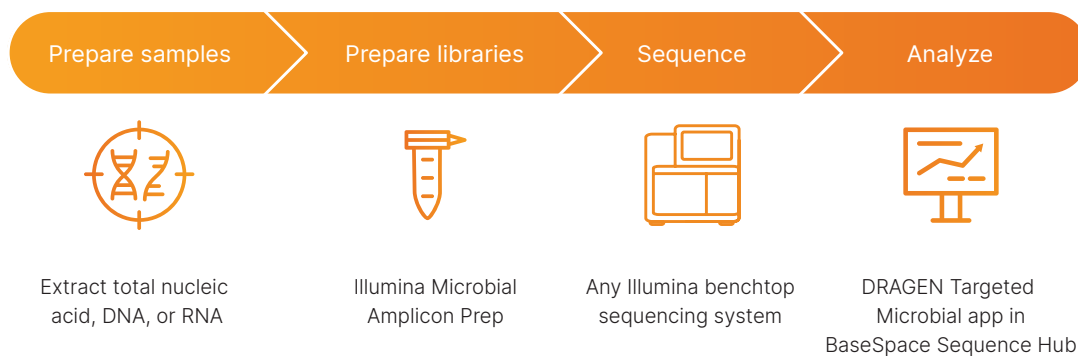 Prepare samples
Prepare libraries
Sequence
Analyze
Extract total nucleic
acid, DNA, or RNA
Illumina Microbial
Amplicon Prep
Any Illumina benchtop
sequencing system
DRAGEN Targeted
Microbial app in
BaseSpace Sequence Hub